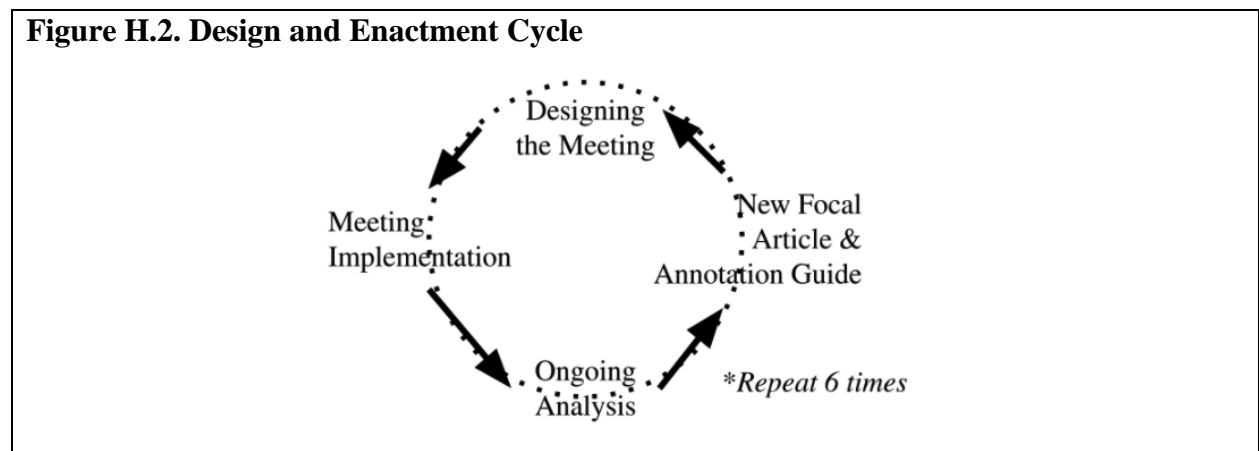 Figure H.2. Design and Enactment Cycle
Designing
the Meeting
Meeting
Implementation
New Focal
Article &
Annotation Guide
Ongoing
Analysis
*Repeat 6 times